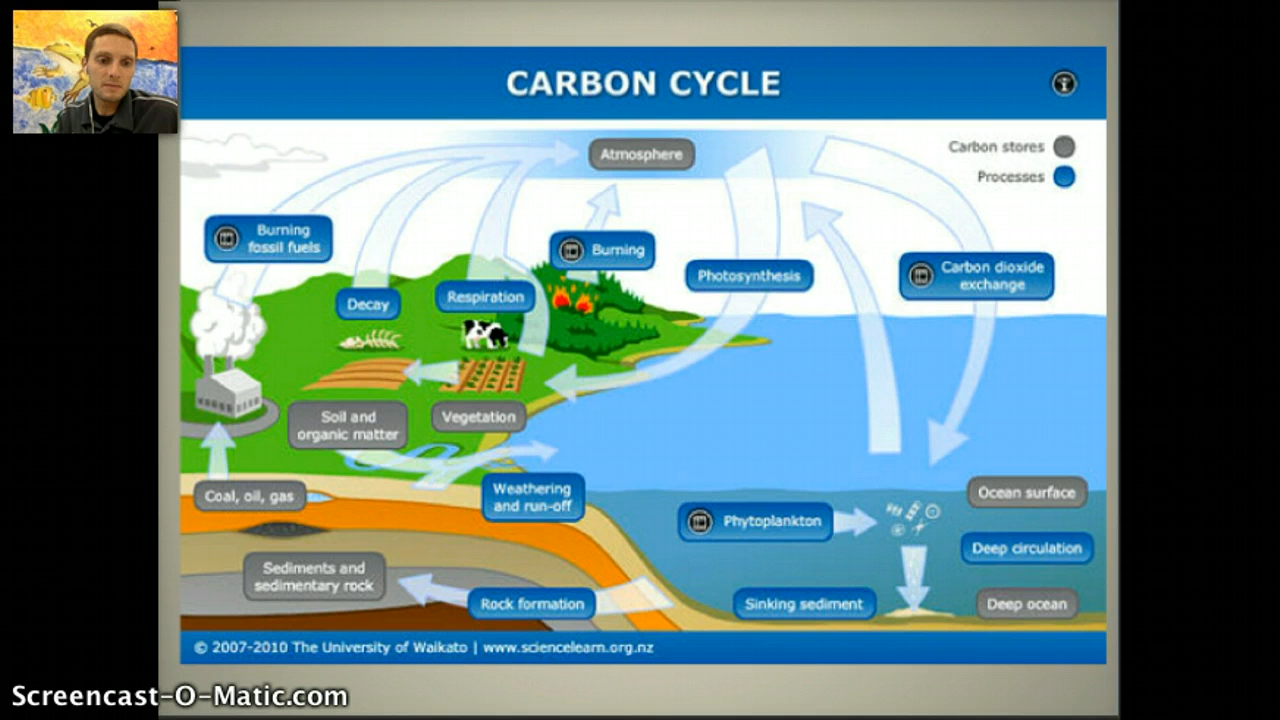 CARBON CYCLE
Atmosphere
Carbon stores
Processes
Burning
fossil fuels
Burning
Photosynthesis
Carbon dioxide
exchange
Decay
Respiration
Soil and
organic matter
Vegetation
Coal, oil, gas
Weathering
and run-off
Ocean surface
Phytoplankton
Deep circulation
Sediments and
sedimentary rock
Rock formation
Sinking sediment
Deep ocean
© 2007-2010 The University of Waikato | www.sciencelearn.org.nz
Screencast-O-Matic.com